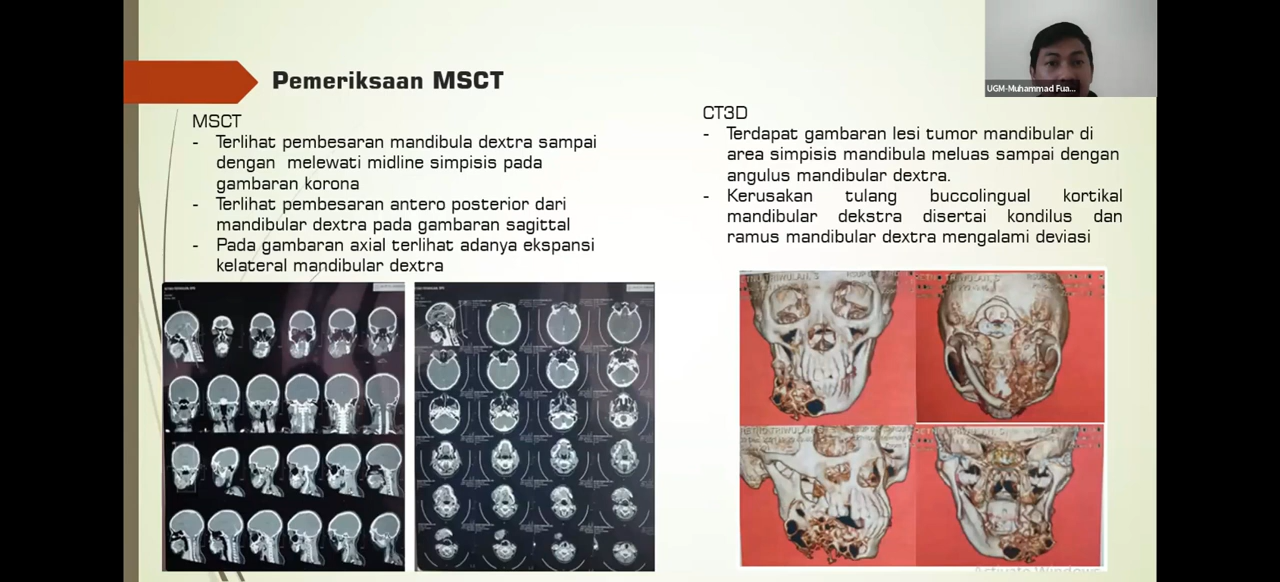 Pemeriksaan MSCT
UGM-Muhammad Fua...
MSCT
- Terlihat pembesaran mandibula dextra sampai
dengan melewati midline simpisis pada
gambaran korona
- Terlihat pembesaran antero posterior dari
mandibular dextra pada gambaran sagittal
- Pada gambaran axial terlihat adanya ekspansi
kelateral mandibular dextra
CT3D
- Terdapat gambaran lesi tumor mandibular di
area simpisis mandibula meluas sampai dengan
angulus mandibular dextra.
- Kerusakan tulang buccolingual kortikal
mandibular dekstra disertai kondilus dan
ramus mandibular dextra mengalami deviasi
Activate Windows